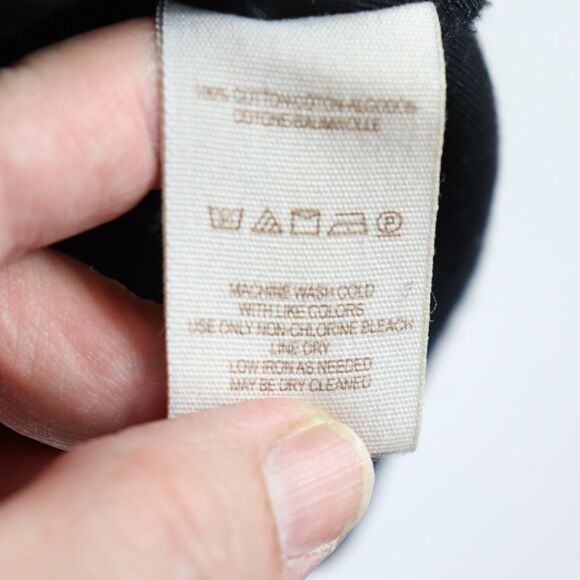 100% COTTON-COTON-ALGODÓN
COTONE-BAUMWOLLE
P
MACHINE WASH COLD
WITH LIKE COLORS
USE ONLY NON-CHLORINE BLEACH
LINE DRY
LOW IRON AS NEEDED
MAY BE DRY CLEANED